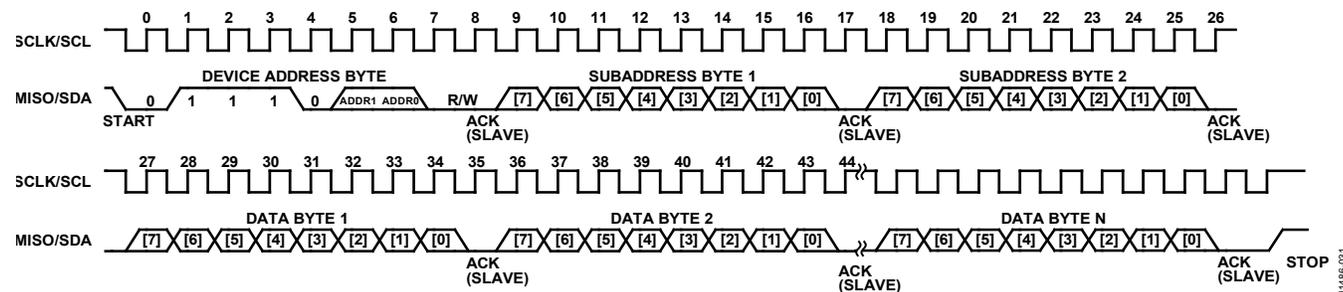 0 1 2 3 4 5 6 7 8 9 10 11 12 13 14 15 16 17 18 19 20 21 22 23 24 25 26
SCLK/SCL
DEVICE ADDRESS BYTE SUBADDRESS BYTE 1 SUBADDRESS BYTE 2
MISO/SDA 0 1 1 1 0 ADDR1 ADDR0 R/W [7] [6] [5] [4] [3] [2] [1] [0] [7] [6] [5] [4] [3] [2] [1] [0]
START ACK ACK ACK
(SLAVE) (SLAVE) (SLAVE)
27 28 29 30 31 32 33 34 35 36 37 38 39 40 41 42 43 44
SCLK/SCL
DATA BYTE 1 DATA BYTE 2 DATA BYTE N
MISO/SDA [7] [6] [5] [4] [3] [2] [1] [0] [7] [6] [5] [4] [3] [2] [1] [0] [7] [6] [5] [4] [3] [2] [1] [0]
ACK ACK ACK STOP
(SLAVE) (SLAVE) (SLAVE)